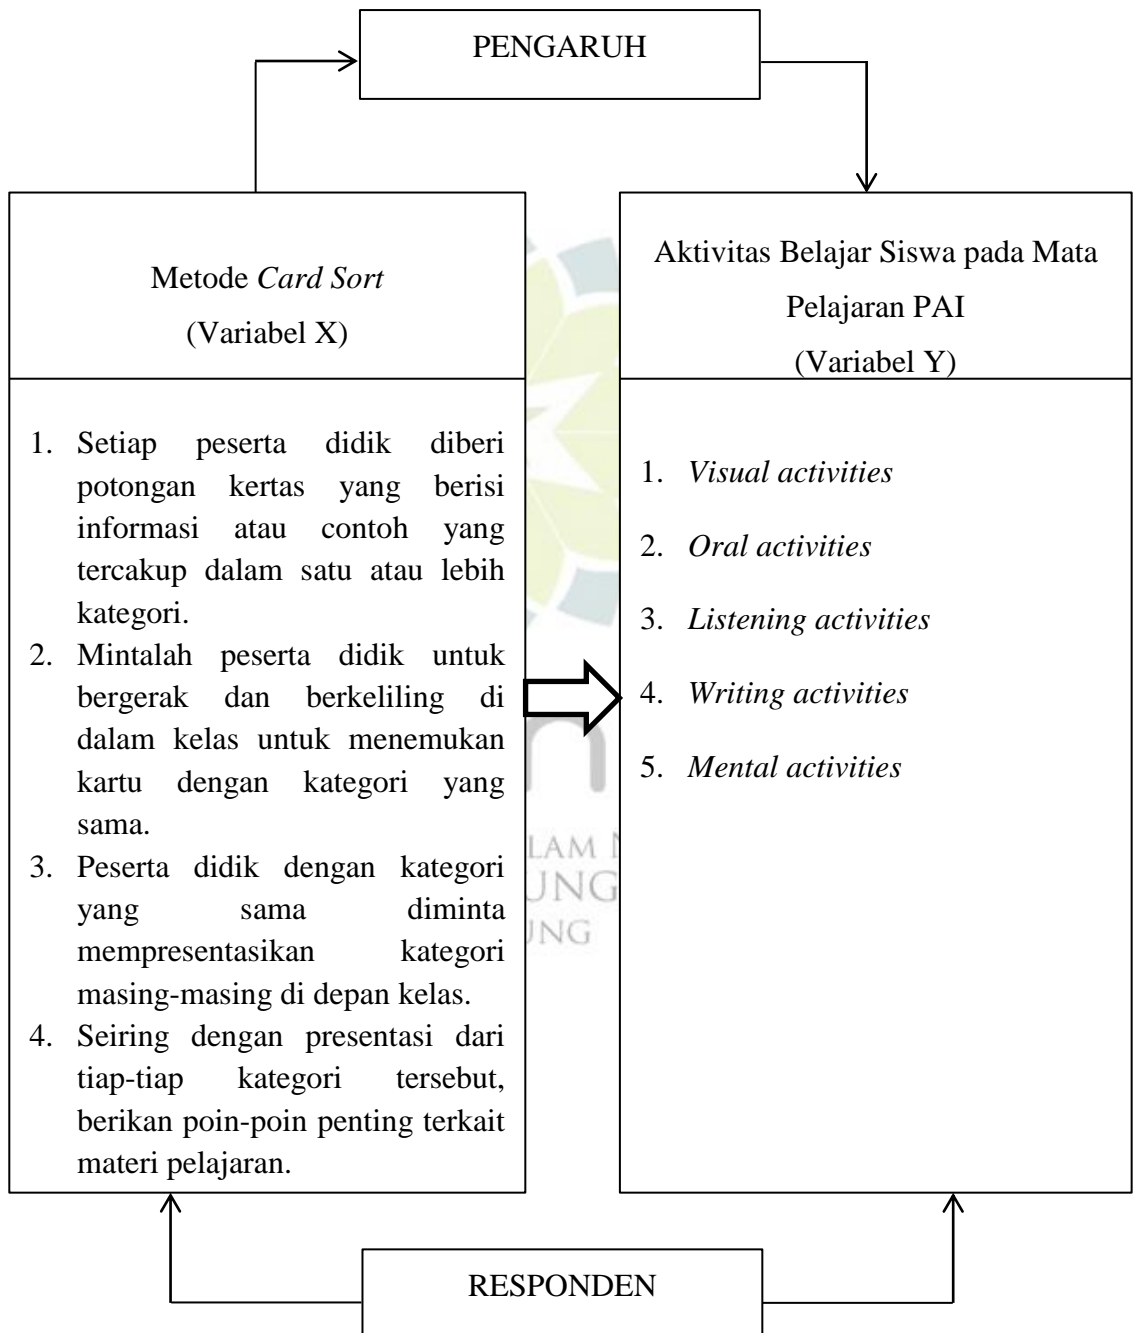 PENGARUH
Metode Card Sort
(Variabel X)
Aktivitas Belajar Siswa pada Mata
Pelajaran PAI
(Variabel Y)
1. Setiap peserta didik diberi
potongan kertas yang berisi
informasi atau contoh yang
tercakup dalam satu atau lebih
kategori.
2. Mintalah peserta didik untuk
bergerak dan berkeliling di
dalam kelas untuk menemukan
kartu dengan kategori yang
sama.
3. Peserta didik dengan kategori
yang sama diminta
mempresentasikan kategori
masing-masing di depan kelas.
4. Seiring dengan presentasi dari
tiap-tiap kategori tersebut,
berikan poin-poin penting terkait
materi pelajaran.
1. Visual activities
2. Oral activities
3. Listening activities
4. Writing activities
5. Mental activities
RESPONDEN